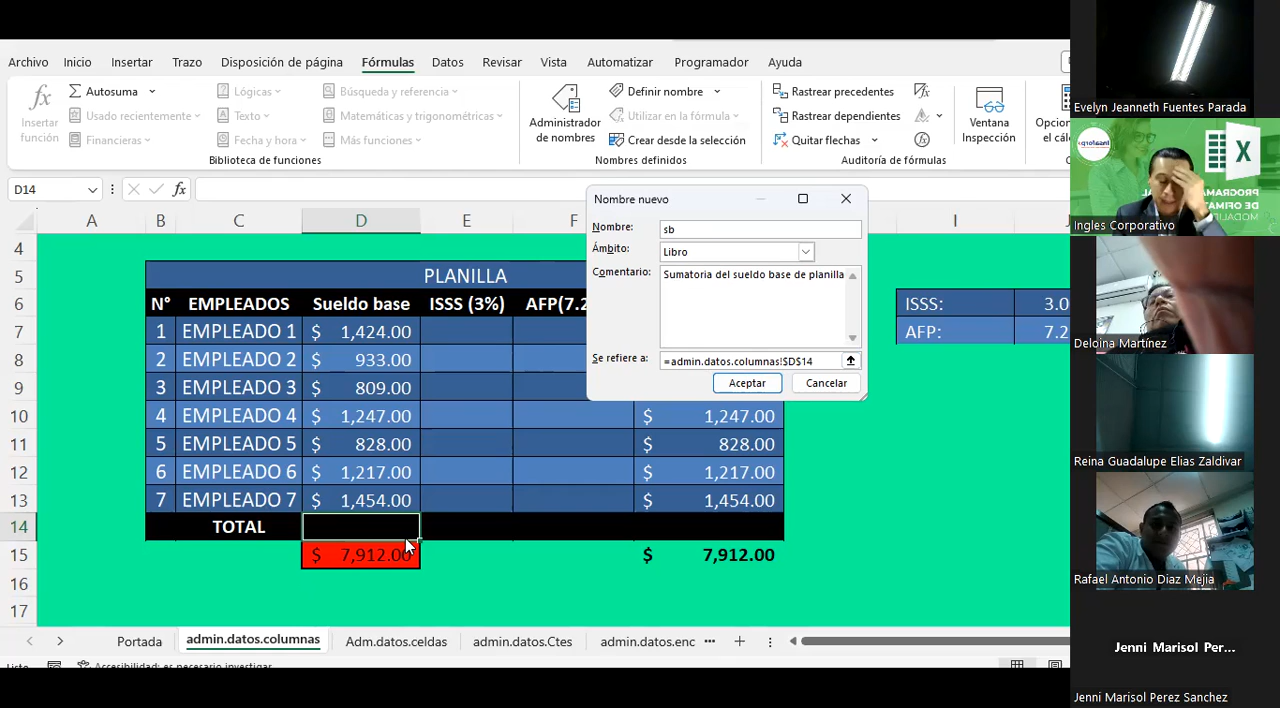 Archivo Inicio Insertar Trazo Disposición de página Fórmulas Datos Revisar Vista Automatizar Programador Ayuda
fx Autosuma Lógicas Búsqueda y referencia Definir nombre Rastrear precedentes
Insertar función Usado recientemente Texto Matemáticas y trigonométricas Administrador de nombres Utilizar en la fórmula Rastrear dependientes Ventana Inspección
Financieras Fecha y hora Más funciones Crear desde la selección Quitar flechas
Biblioteca de funciones Nombres definidos Auditoría de fórmulas
D14 fx
Nombre nuevo
Nombre: sb
Ámbito: Libro
Comentario: Sumatoria del sueldo base de planilla
Se refiere a: =admin.datos.columnas!$D$14
Aceptar Cancelar
A B C D E F I
4
5 PLANILLA
6 N° EMPLEADOS Sueldo base ISSS (3%) AFP(7.2 ISSS: 3.0
7 1 EMPLEADO 1 $ 1,424.00 AFP: 7.2
8 2 EMPLEADO 2 $ 933.00
9 3 EMPLEADO 3 $ 809.00
10 4 EMPLEADO 4 $ 1,247.00 $ 1,247.00
11 5 EMPLEADO 5 $ 828.00 $ 828.00
12 6 EMPLEADO 6 $ 1,217.00 $ 1,217.00
13 7 EMPLEADO 7 $ 1,454.00 $ 1,454.00
14 TOTAL
15 $ 7,912.00 $ 7,912.00
16
17
Portada admin.datos.columnas Adm.datos.celdas admin.datos.Ctes admin.datos.enc
Accesibilidad: es necesario investigar
Evelyn Jeanneth Fuentes Parada
Ingles Corporativo
Deloina Martínez
Reina Guadalupe Elias Zaldivar
Rafael Antonio Diaz Mejia
Jenni Marisol Per...
Jenni Marisol Perez Sanchez